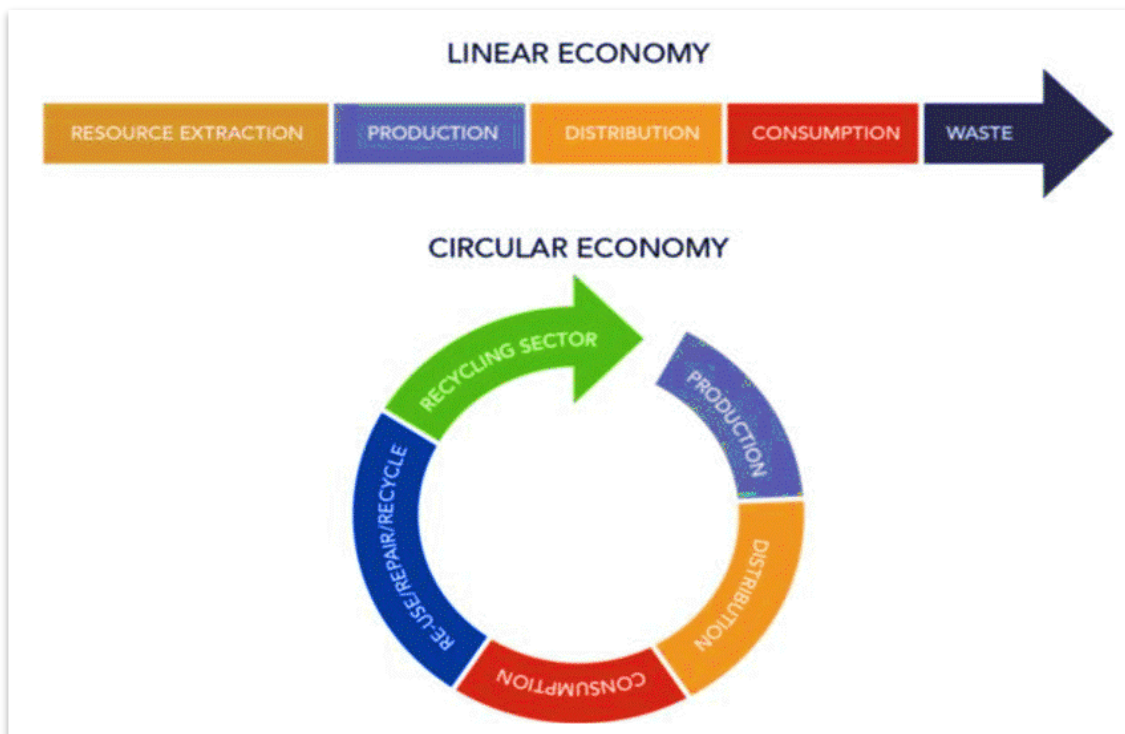 LINEAR ECONOMY
RESOURCE EXTRACTION
PRODUCTION
DISTRIBUTION
CONSUMPTION
WASTE
CIRCULAR ECONOMY
RECYCLING SECTOR
PRODUCTION
DISTRIBUTION
CONSUMPTION
RE-USE/REPAIR/RECYCLE